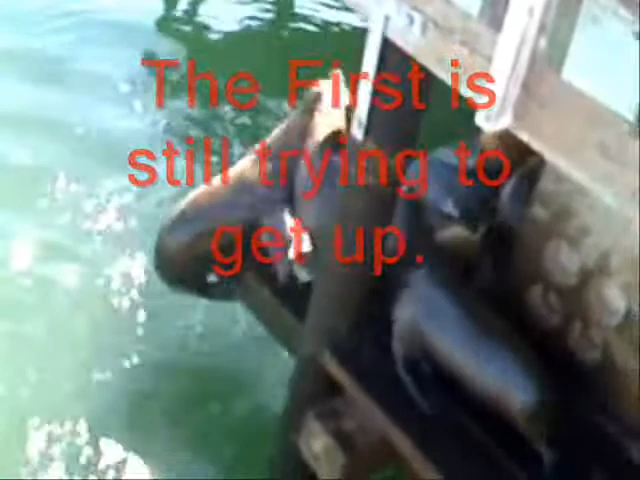 The First is
still trying to
get up.